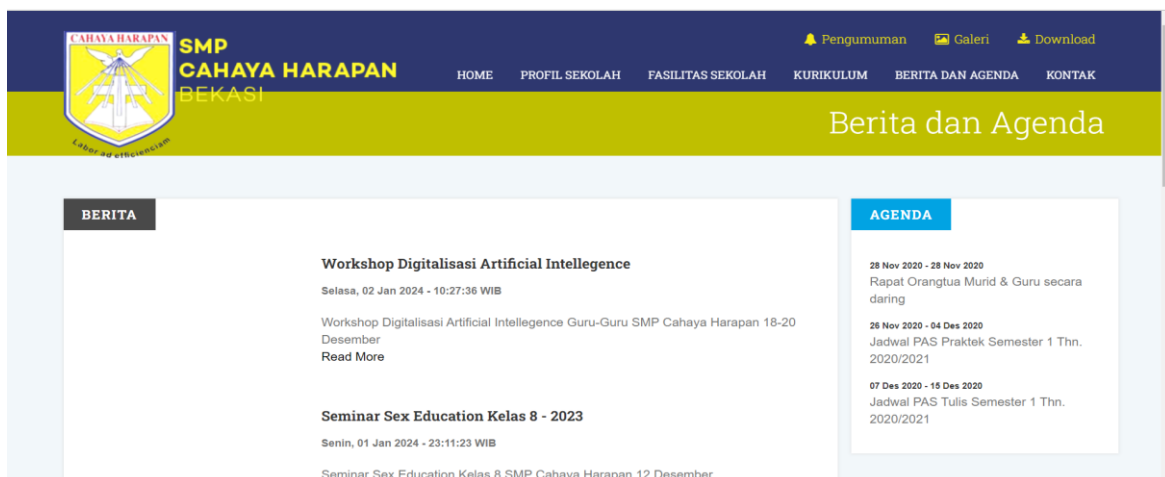 CAHAYA HARAPAN
Labor ad efficienciam
SMP
CAHAYA HARAPAN
BEKASI
Pengumuman Galeri Download
HOME PROFIL SEKOLAH FASILITAS SEKOLAH KURIKULUM BERITA DAN AGENDA KONTAK
Berita dan Agenda
BERITA
Workshop Digitalisasi Artificial Intellegence
Selasa, 02 Jan 2024 - 10:27:36 WIB
Workshop Digitalisasi Artificial Intellegence Guru-Guru SMP Cahaya Harapan 18-20
Desember
Read More
Seminar Sex Education Kelas 8 - 2023
Senin, 01 Jan 2024 - 23:11:23 WIB
Seminar Sex Education Kelas 8 SMP Cahaya Harapan 12 Desember
AGENDA
28 Nov 2020 - 28 Nov 2020
Rapat Orangtua Murid & Guru secara
daring
26 Nov 2020 - 04 Des 2020
Jadwal PAS Praktek Semester 1 Thn.
2020/2021
07 Des 2020 - 15 Des 2020
Jadwal PAS Tulis Semester 1 Thn.
2020/2021